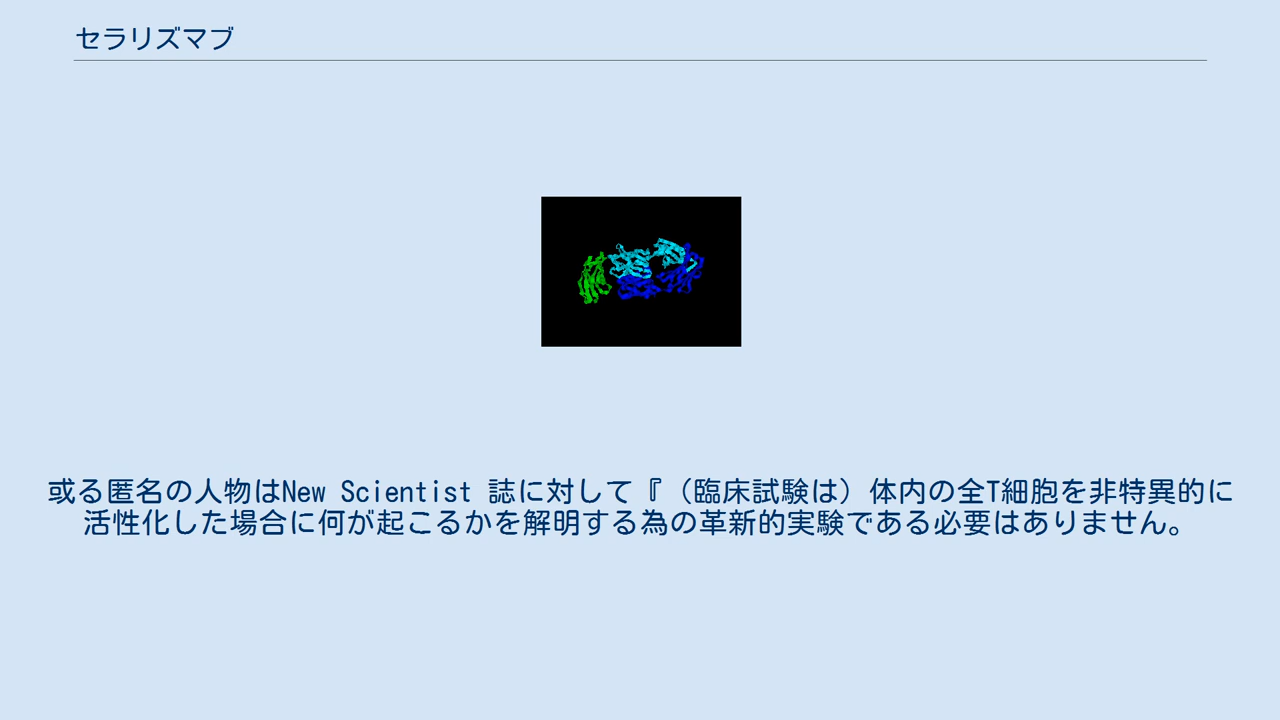 セラリズマブ
或る匿名の人物はNew Scientist 誌に対して『（臨床試験は）体内の全T細胞を非特異的に
活性化した場合に何が起こるかを解明する為の革新的実験である必要はありません。